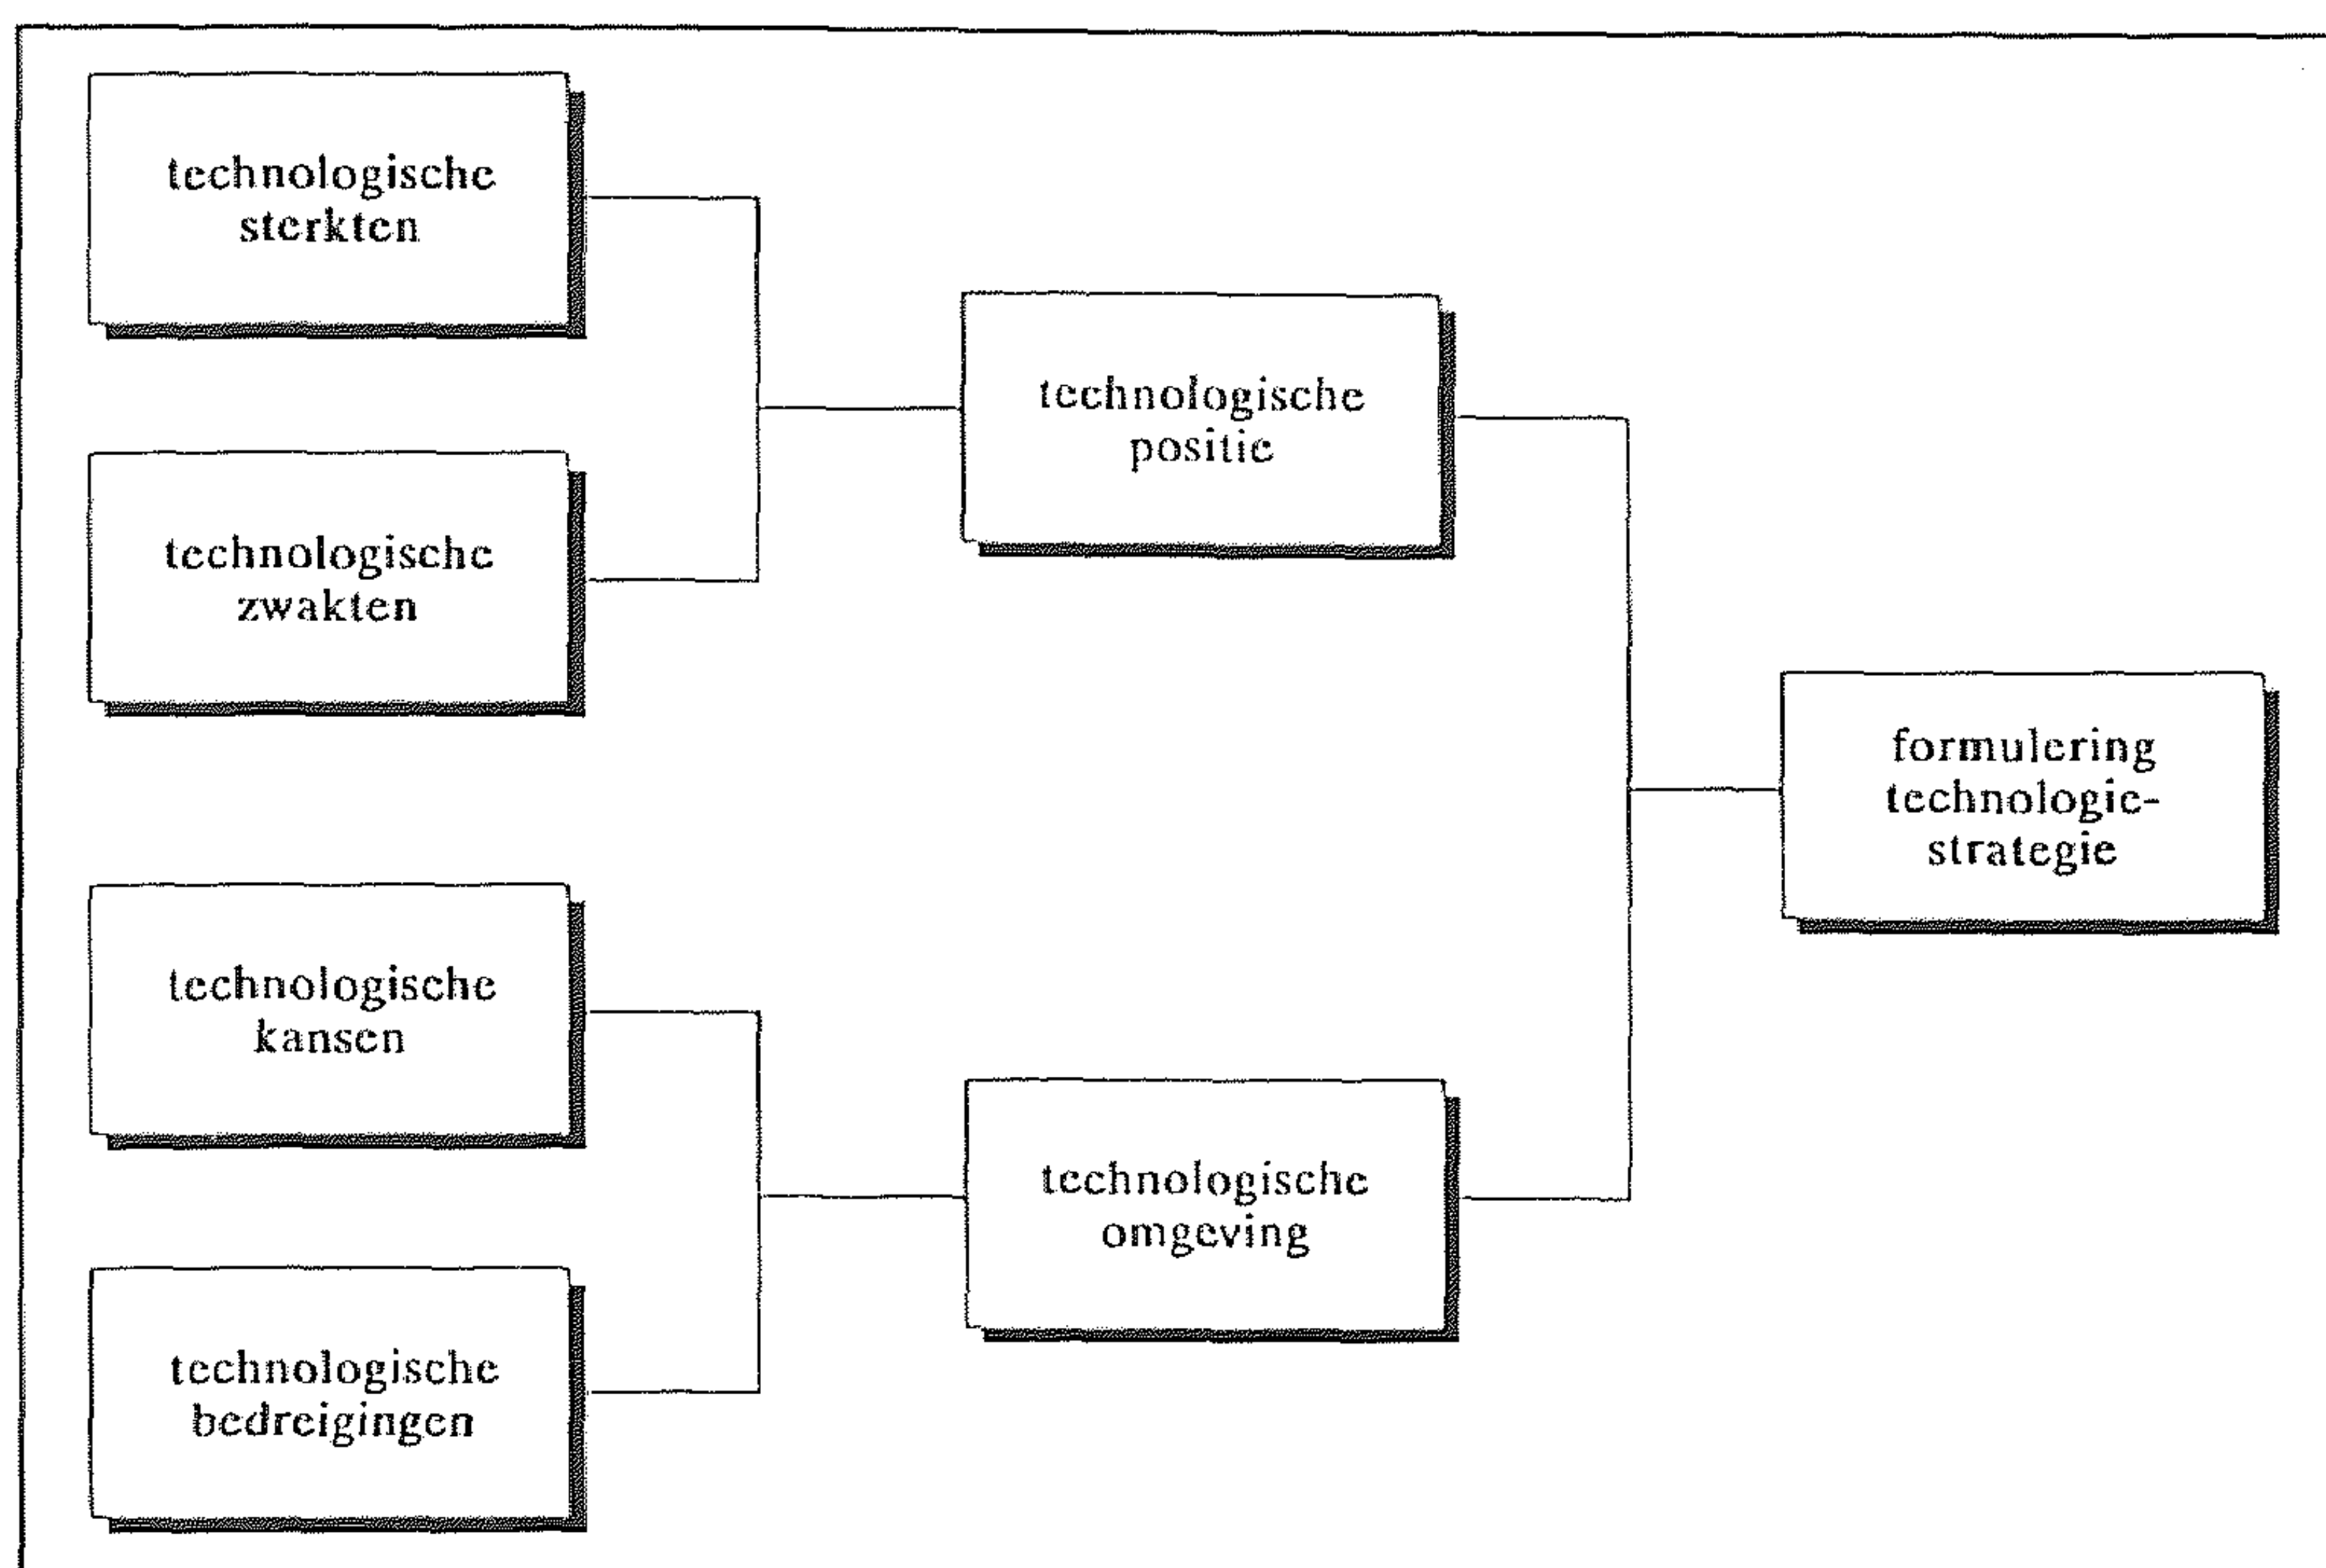 technologische
sterkten
technologische
zwakten
technologische
positie
formulering
technologie-
strategie
technologische
kansen
technologische
omgeving
technologische
bedreigingen